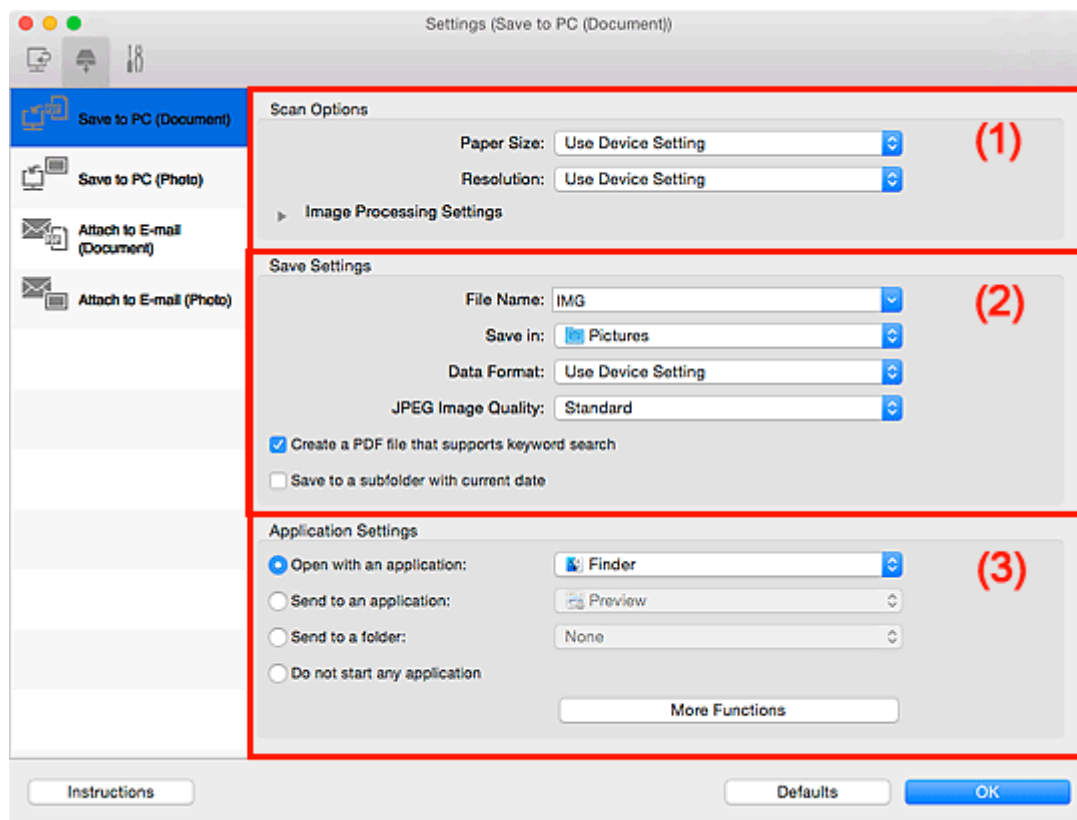 Settings (Save to PC (Document))
Save to PC (Document)
Save to PC (Photo)
Attach to E-mail
(Document)
Attach to E-mail (Photo)
Scan Options
(1)
Paper Size: Use Device Setting
Resolution: Use Device Setting
Image Processing Settings
Save Settings
(2)
File Name: IMG
Save in: Pictures
Data Format: Use Device Setting
JPEG Image Quality: Standard
Create a PDF file that supports keyword search
Save to a subfolder with current date
Application Settings
(3)
Open with an application: Finder
Send to an application: Preview
Send to a folder: None
Do not start any application
More Functions
Instructions Defaults OK